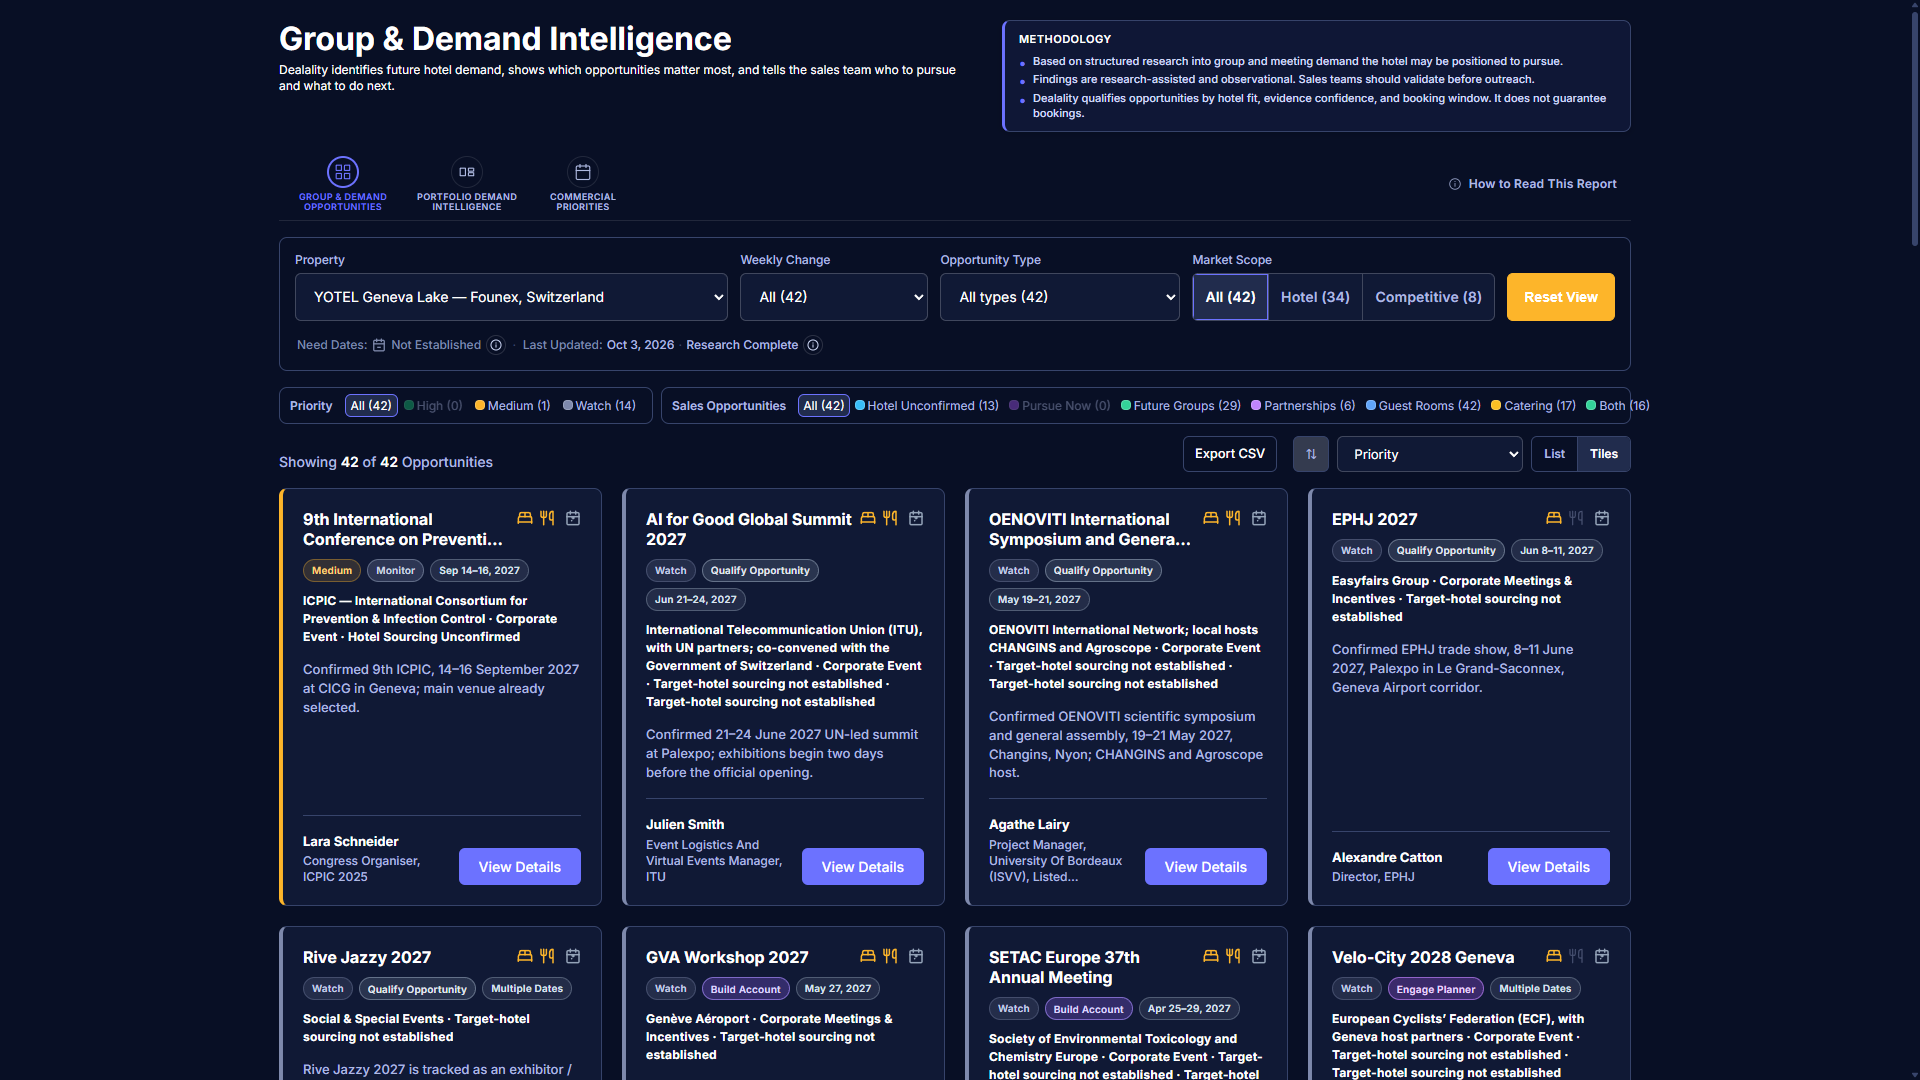 Group & Demand Intelligence
Dealality identifies future hotel demand, shows which opportunities matter most, and tells the sales team who to pursue
and what to do next.
METHODOLOGY
Based on structured research into group and meeting demand the hotel may be positioned to pursue.
Findings are research-assisted and observational. Sales teams should validate before outreach.
Dealality qualifies opportunities by hotel fit, evidence confidence, and booking window. It does not guarantee
bookings.
GROUP & DEMAND
OPPORTUNITIES
PORTFOLIO DEMAND
INTELLIGENCE
COMMERCIAL
PRIORITIES
How to Read This Report
Property
Weekly Change
Opportunity Type
Market Scope
YOTEL Geneva Lake — Founex, Switzerland
All (42)
All types (42)
All (42)
Hotel (34)
Competitive (8)
Reset View
Need Dates: Not Established · Last Updated: Oct 3, 2026 · Research Complete
Priority All (42) High (0) Medium (1) Watch (14)
Sales Opportunities All (42) Hotel Unconfirmed (13) Pursue Now (0) Future Groups (29) Partnerships (6) Guest Rooms (42) Catering (17) Both (16)
Showing 42 of 42 Opportunities
Export CSV
Priority
List
Tiles
9th International
Conference on Preventi...
Medium Monitor Sep 14–16, 2027
ICPIC — International Consortium for
Prevention & Infection Control · Corporate
Event · Hotel Sourcing Unconfirmed
Confirmed 9th ICPIC, 14–16 September 2027
at CICG in Geneva; main venue already
selected.
Lara Schneider
Congress Organiser,
ICPIC 2025
View Details
AI for Good Global Summit
2027
Watch Qualify Opportunity
Jun 21–24, 2027
International Telecommunication Union (ITU),
with UN partners; co-convened with the
Government of Switzerland · Corporate Event
· Target-hotel sourcing not established ·
Target-hotel sourcing not established
Confirmed 21–24 June 2027 UN-led summit
at Palexpo; exhibitions begin two days
before the official opening.
Julien Smith
Event Logistics And
Virtual Events Manager,
ITU
View Details
OENOVITI International
Symposium and Genera...
Watch Qualify Opportunity
May 19–21, 2027
OENOVITI International Network; local hosts
CHANGINS and Agroscope · Corporate Event
· Target-hotel sourcing not established ·
Target-hotel sourcing not established
Confirmed OENOVITI scientific symposium
and general assembly, 19–21 May 2027,
Changins, Nyon; CHANGINS and Agroscope
host.
Agathe Lairy
Project Manager,
University Of Bordeaux
(ISVV), Listed...
View Details
EPHJ 2027
Watch Qualify Opportunity Jun 8–11, 2027
Easyfairs Group · Corporate Meetings &
Incentives · Target-hotel sourcing not
established
Confirmed EPHJ trade show, 8–11 June
2027, Palexpo in Le Grand-Saconnex,
Geneva Airport corridor.
Alexandre Catton
Director, EPHJ
View Details
Rive Jazzy 2027
Watch Qualify Opportunity Multiple Dates
Social & Special Events · Target-hotel
sourcing not established
Rive Jazzy 2027 is tracked as an exhibitor /
GVA Workshop 2027
Watch Build Account May 27, 2027
Genève Aéroport · Corporate Meetings &
Incentives · Target-hotel sourcing not
established
SETAC Europe 37th
Annual Meeting
Watch Build Account Apr 25–29, 2027
Society of Environmental Toxicology and
Chemistry Europe · Corporate Event · Target-
hotel sourcing not established · Target-hotel
Velo-City 2028 Geneva
Watch Engage Planner Multiple Dates
European Cyclists’ Federation (ECF), with
Geneva host partners · Corporate Event ·
Target-hotel sourcing not established ·
Target-hotel sourcing not established